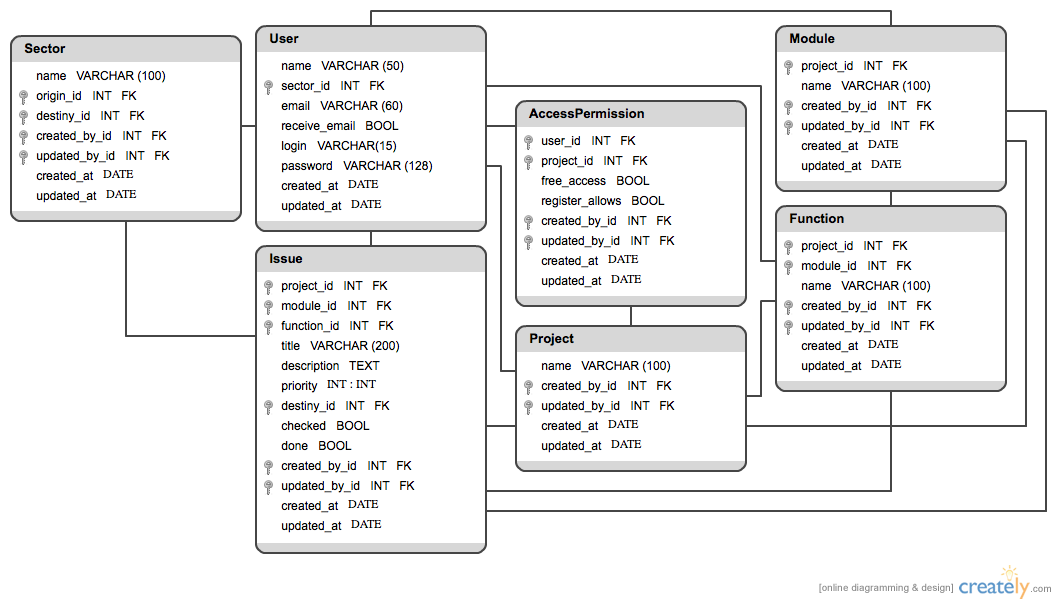 Sector
name VARCHAR (100)
origin_id INT FK
destiny_id INT FK
created_by_id INT FK
updated_by_id INT FK
created_at DATE
updated_at DATE
User
name VARCHAR (50)
sector_id INT FK
email VARCHAR (60)
receive_email BOOL
login VARCHAR(15)
password VARCHAR (128)
created_at DATE
updated_at DATE
Issue
project_id INT FK
module_id INT FK
function_id INT FK
title VARCHAR (200)
description TEXT
priority INT : INT
destiny_id INT FK
checked BOOL
done BOOL
created_by_id INT FK
updated_by_id INT FK
created_at DATE
updated_at DATE
AccessPermission
user_id INT FK
project_id INT FK
free_access BOOL
register_allows BOOL
created_by_id INT FK
updated_by_id INT FK
created_at DATE
updated_at DATE
Project
name VARCHAR (100)
created_by_id INT FK
updated_by_id INT FK
created_at DATE
updated_at DATE
Module
project_id INT FK
name VARCHAR (100)
created_by_id INT FK
updated_by_id INT FK
created_at DATE
updated_at DATE
Function
project_id INT FK
module_id INT FK
name VARCHAR (100)
created_by_id INT FK
updated_by_id INT FK
created_at DATE
updated_at DATE
[online diagramming & design] creately.com